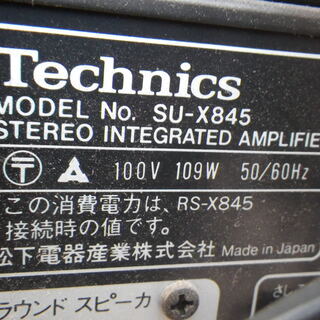 Technics
MODEL No. SU-X845
STEREO INTEGRATED AMPLIFIE
〒 100V 109W 50/60Hz
この消費電力は、RS-X845
接続時の値です。
松下電器産業株式会社 Made in Japan
ラウンド スピーカ